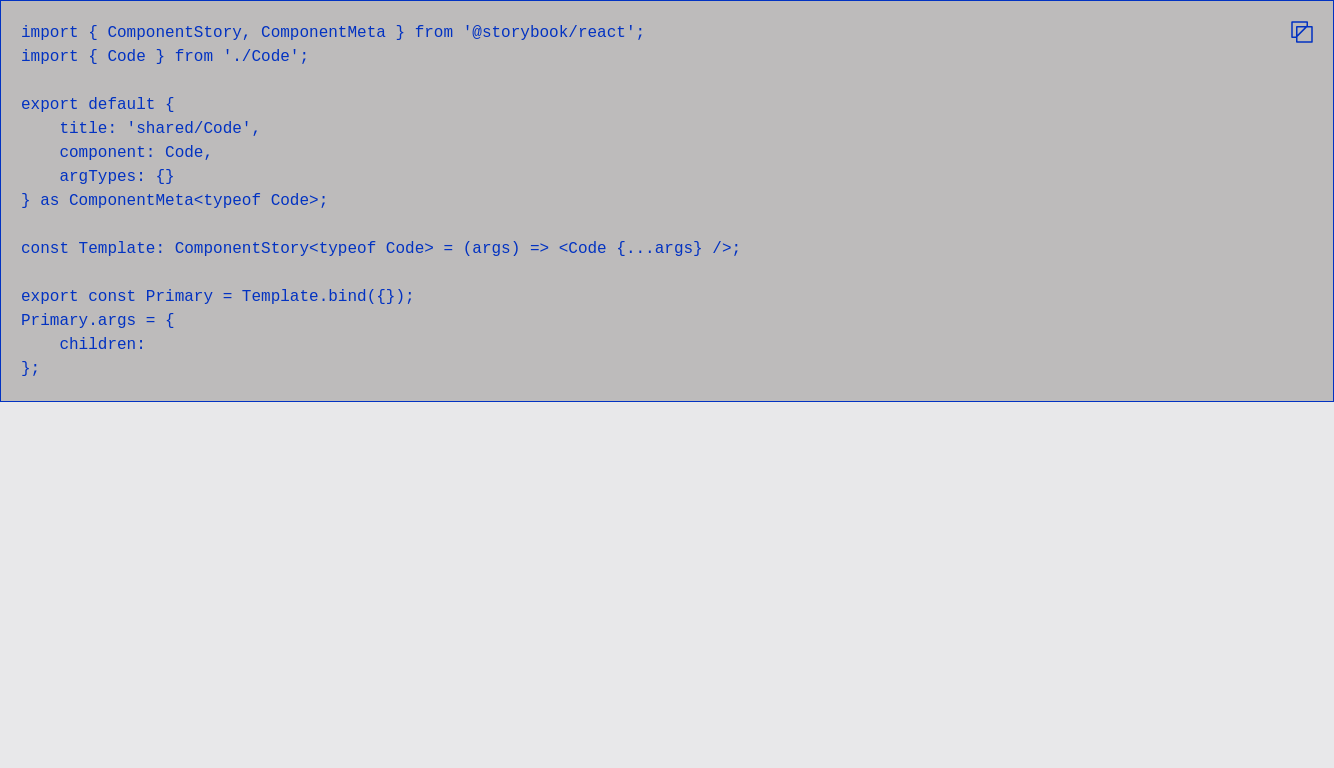 import { ComponentStory, ComponentMeta } from '@storybook/react';
import { Code } from './Code';

export default {
    title: 'shared/Code',
    component: Code,
    argTypes: {}
} as ComponentMeta<typeof Code>;

const Template: ComponentStory<typeof Code> = (args) => <Code {...args} />;

export const Primary = Template.bind({});
Primary.args = {
    children:
};